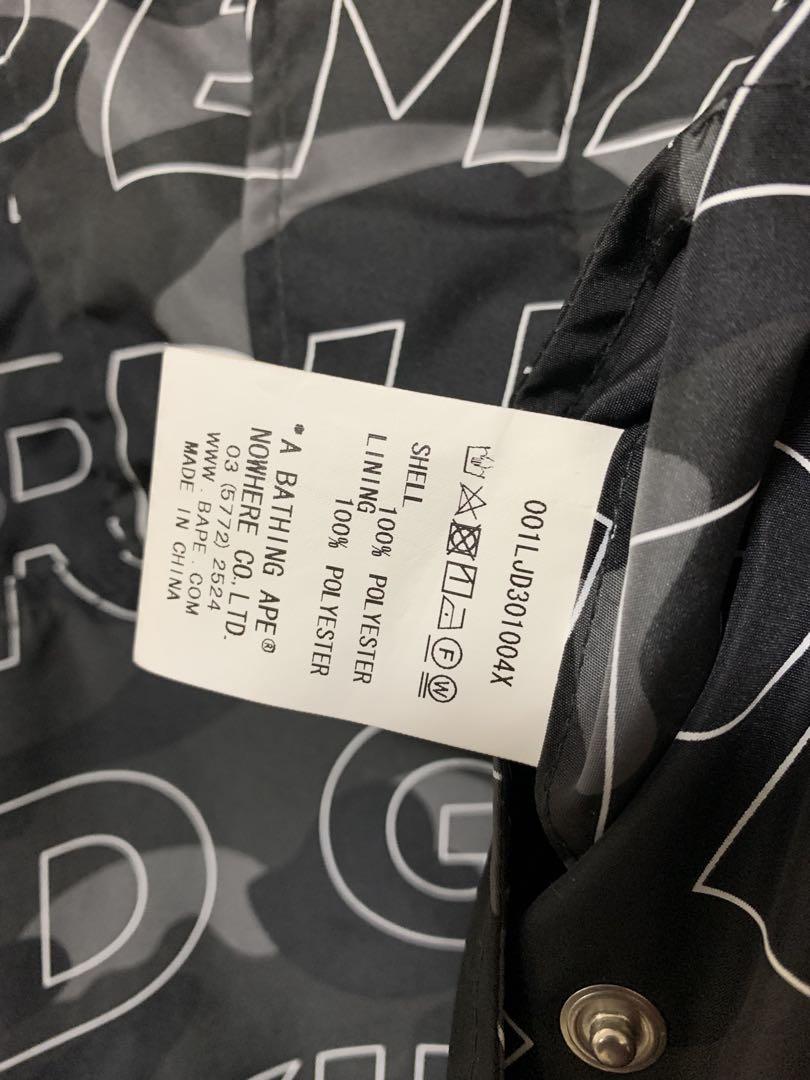 001LJD301004X
F W
SHELL
100% POLYESTER
LINING
100% POLYESTER
*A BATHING APE®
NOWHERE CO., LTD.
03 (5772) 2524
WWW.BAPE.COM
MADE IN CHINA